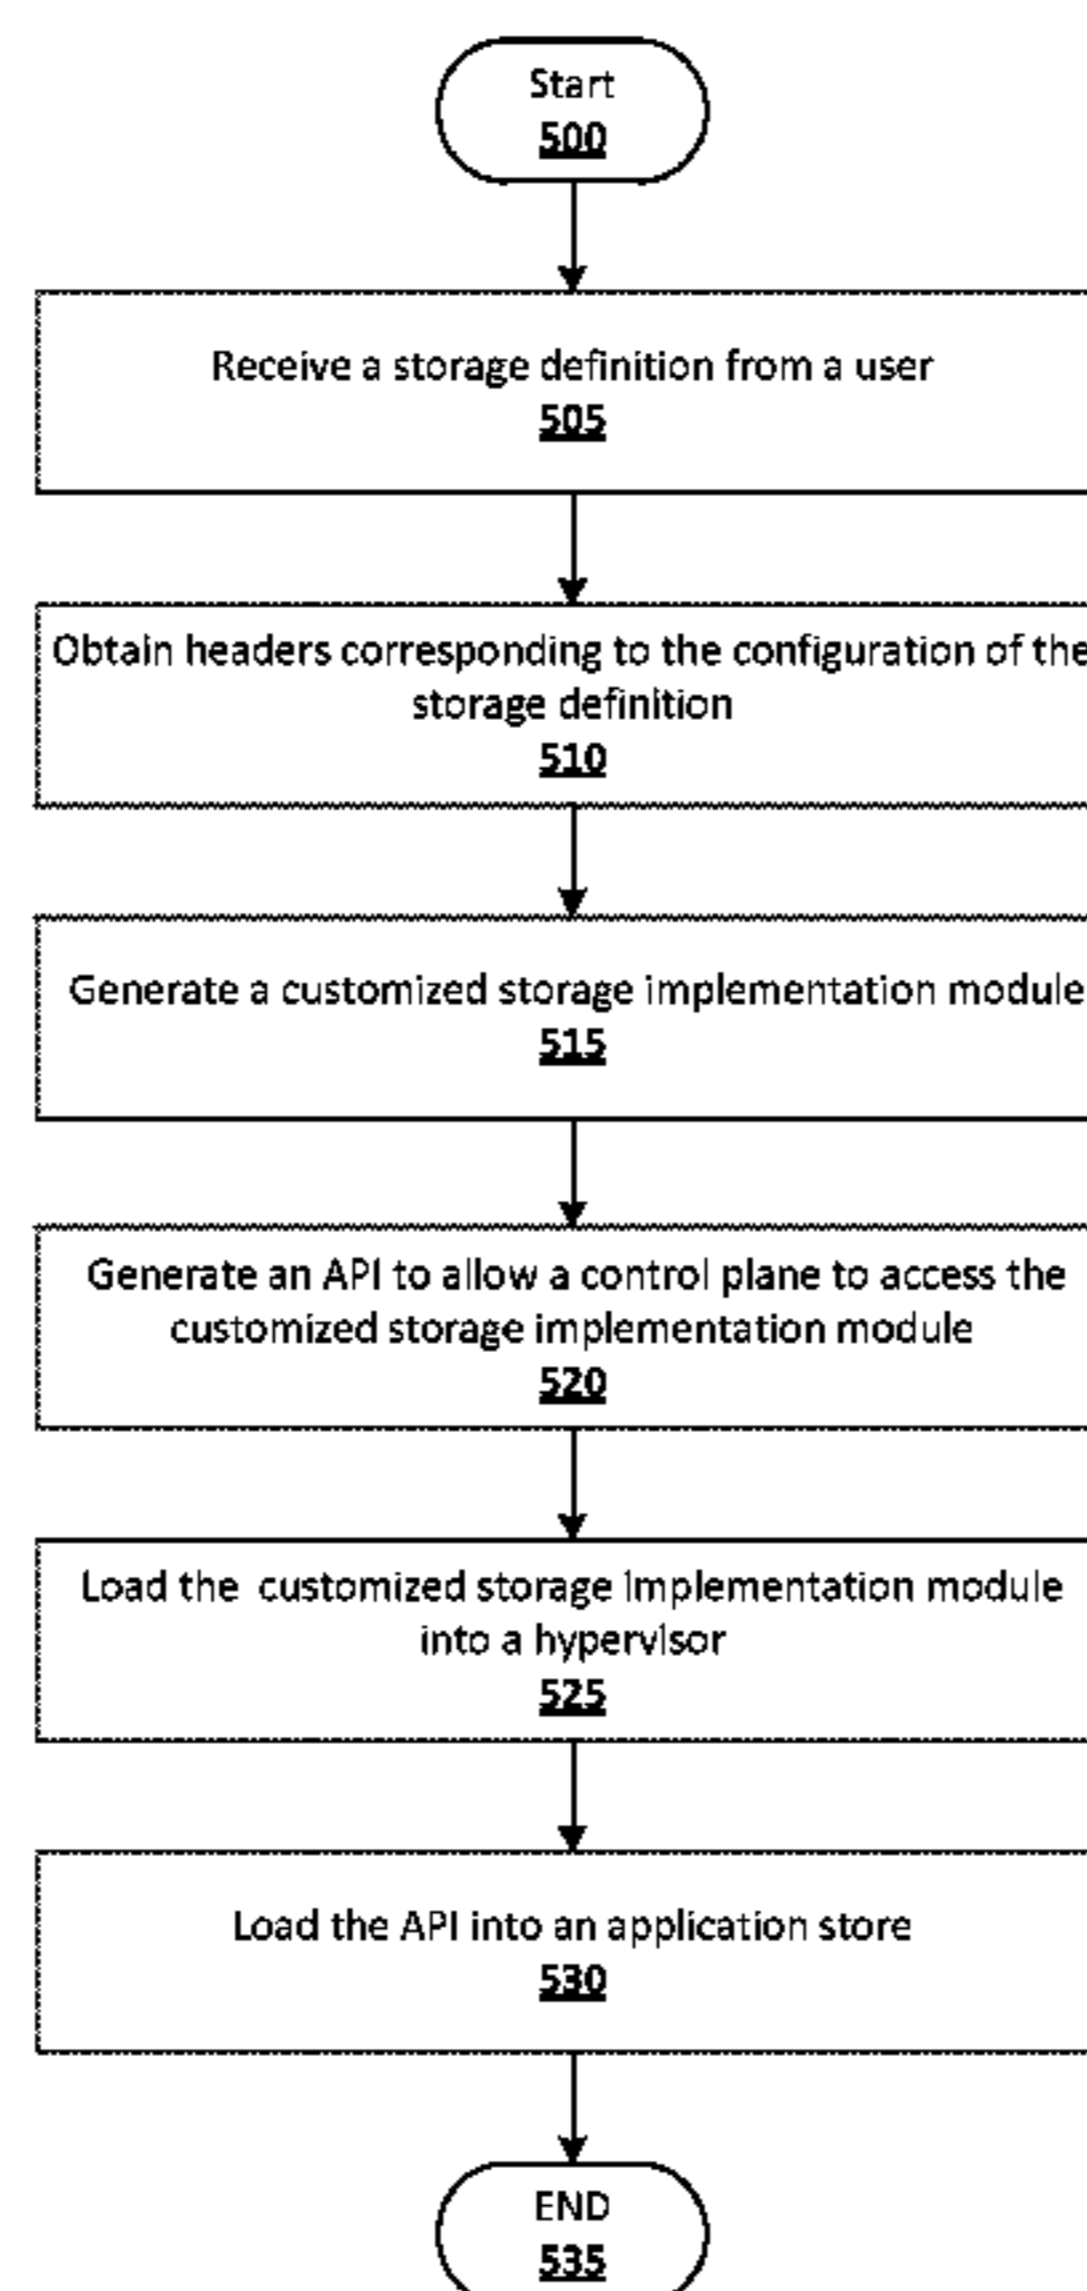 Start
500
Receive a storage definition from a user
505
Obtain headers corresponding to the configuration of the
storage definition
510
Generate a customized storage implementation module
515
Generate an API to allow a control plane to access the
customized storage implementation module
520
Load the customized storage implementation module
into a hypervisor
525
Load the API into an application store
530
END
535